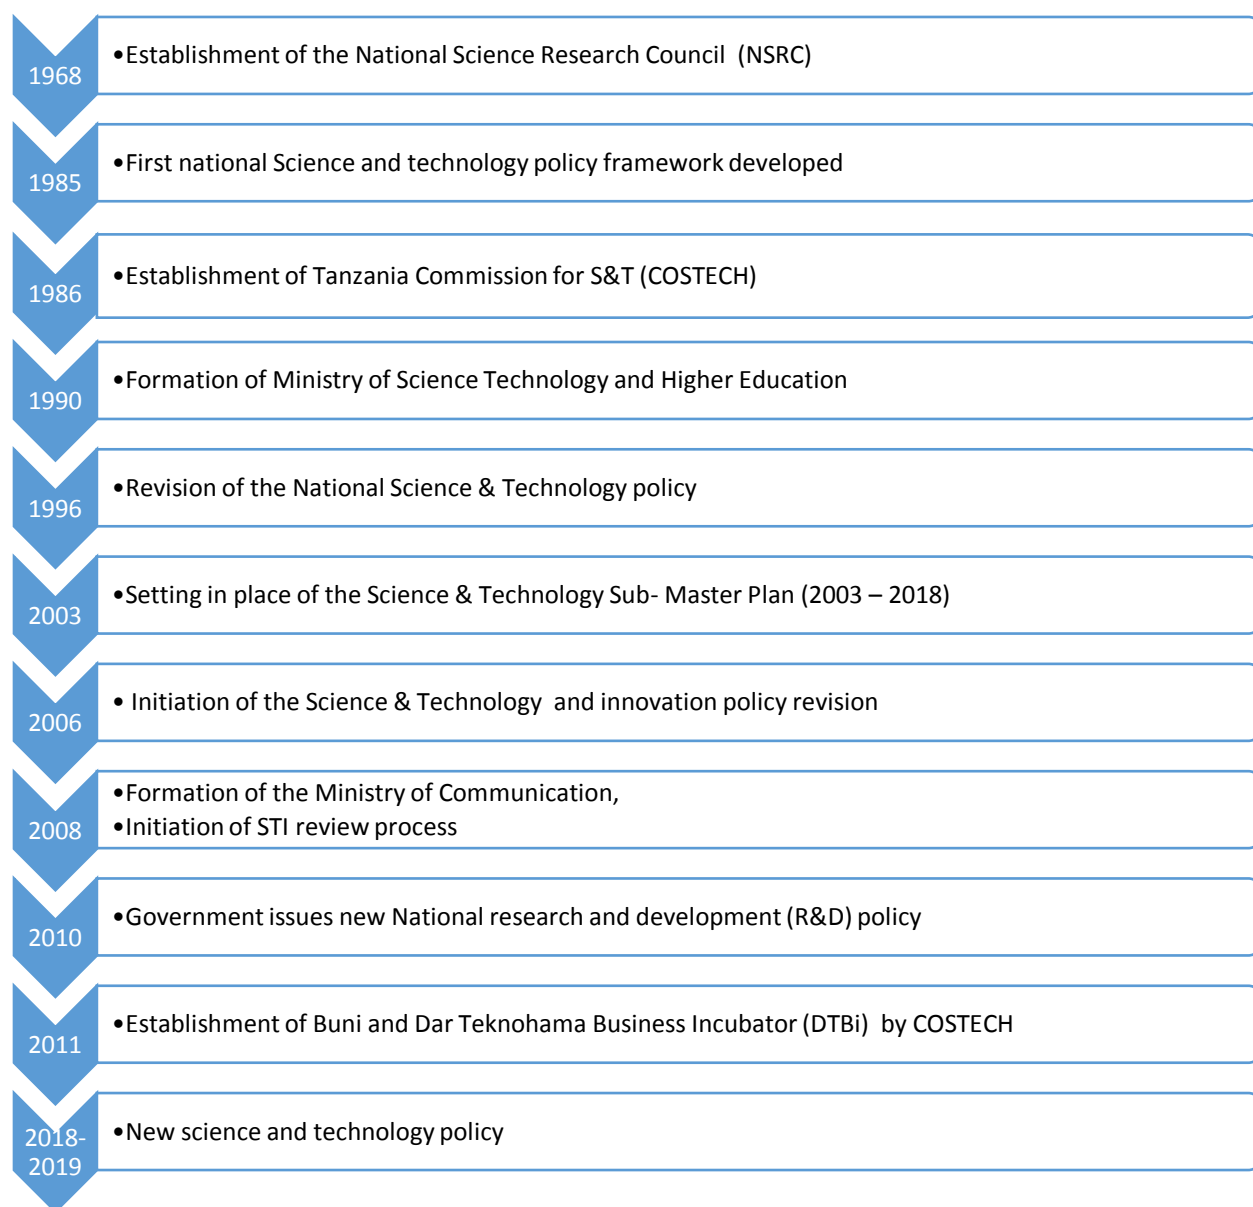 1968
•Establishment of the National Science Research Council (NSRC)
1985
•First national Science and technology policy framework developed
1986
•Establishment of Tanzania Commission for S&T (COSTECH)
1990
•Formation of Ministry of Science Technology and Higher Education
1996
•Revision of the National Science & Technology policy
2003
•Setting in place of the Science & Technology Sub- Master Plan (2003 – 2018)
2006
• Initiation of the Science & Technology and innovation policy revision
2008
•Formation of the Ministry of Communication,
•Initiation of STI review process
2010
•Government issues new National research and development (R&D) policy
2011
•Establishment of Buni and Dar Teknohama Business Incubator (DTBi) by COSTECH
2018-
2019
•New science and technology policy